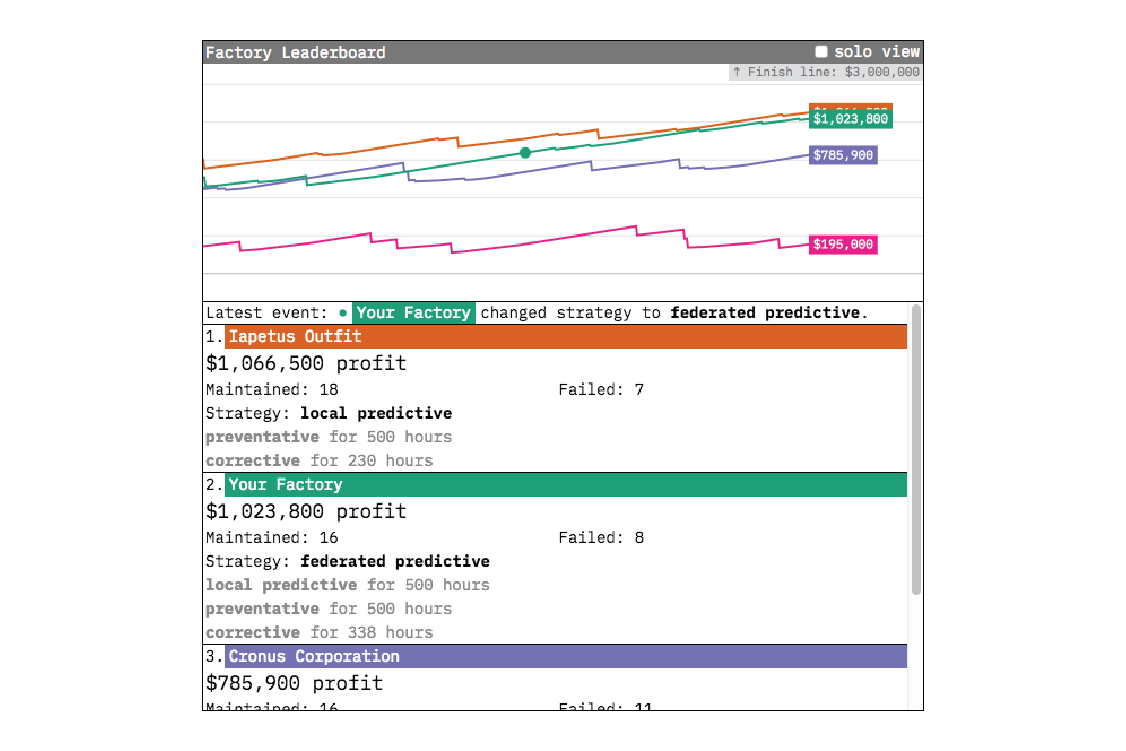 Factory Leaderboard
solo view
↑ Finish line: $3,000,000
$1,023,800
$785,900
$195,000
Latest event: Your Factory changed strategy to federated predictive.
1. Iapetus Outfit
$1,066,500 profit
Maintained: 18 Failed: 7
Strategy: local predictive
preventative for 500 hours
corrective for 230 hours
2. Your Factory
$1,023,800 profit
Maintained: 16 Failed: 8
Strategy: federated predictive
local predictive for 500 hours
preventative for 500 hours
corrective for 338 hours
3. Cronus Corporation
$785,900 profit
Maintained: 16 Failed: 11